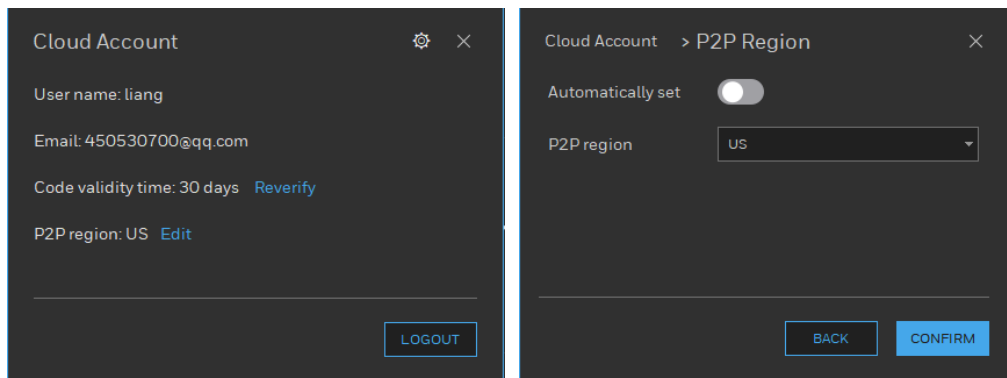 Cloud Account
User name: liang
Email: 450530700@qq.com
Code validity time: 30 days Reverify
P2P region: US Edit
LOGOUT
Cloud Account > P2P Region
Automatically set
P2P region US
BACK CONFIRM